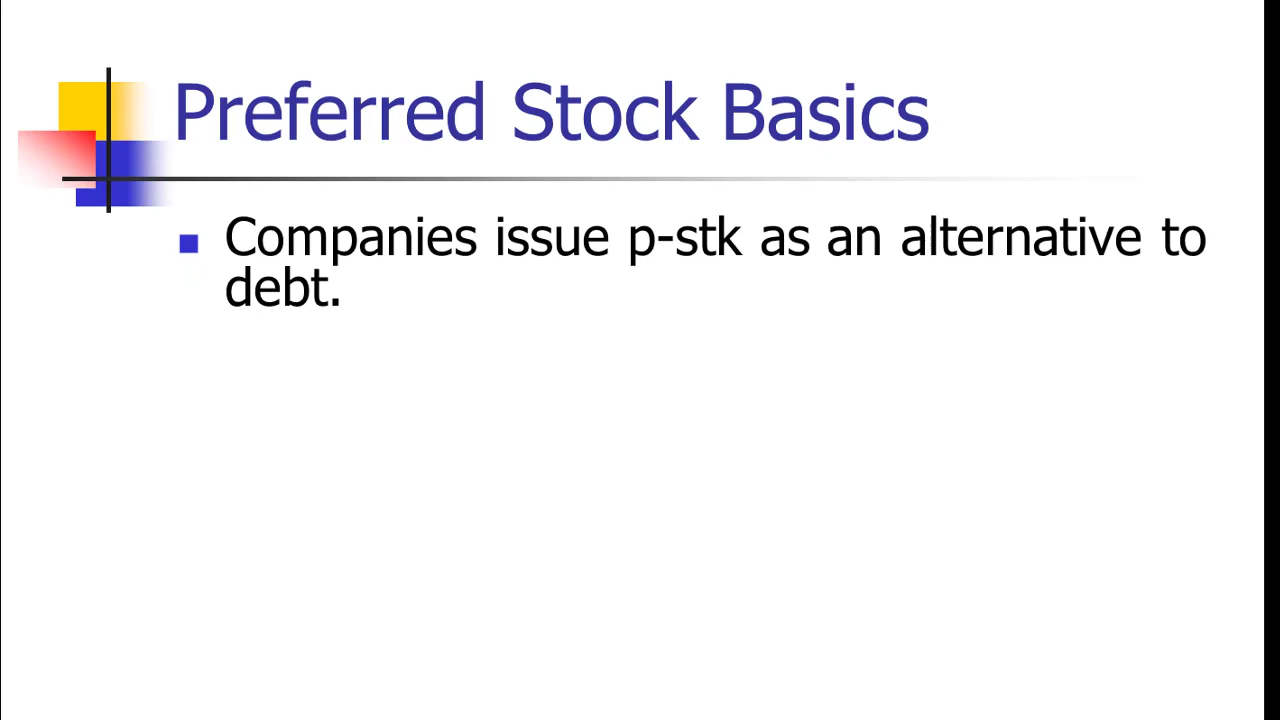 Preferred Stock Basics
Companies issue p-stk as an alternative to
debt.